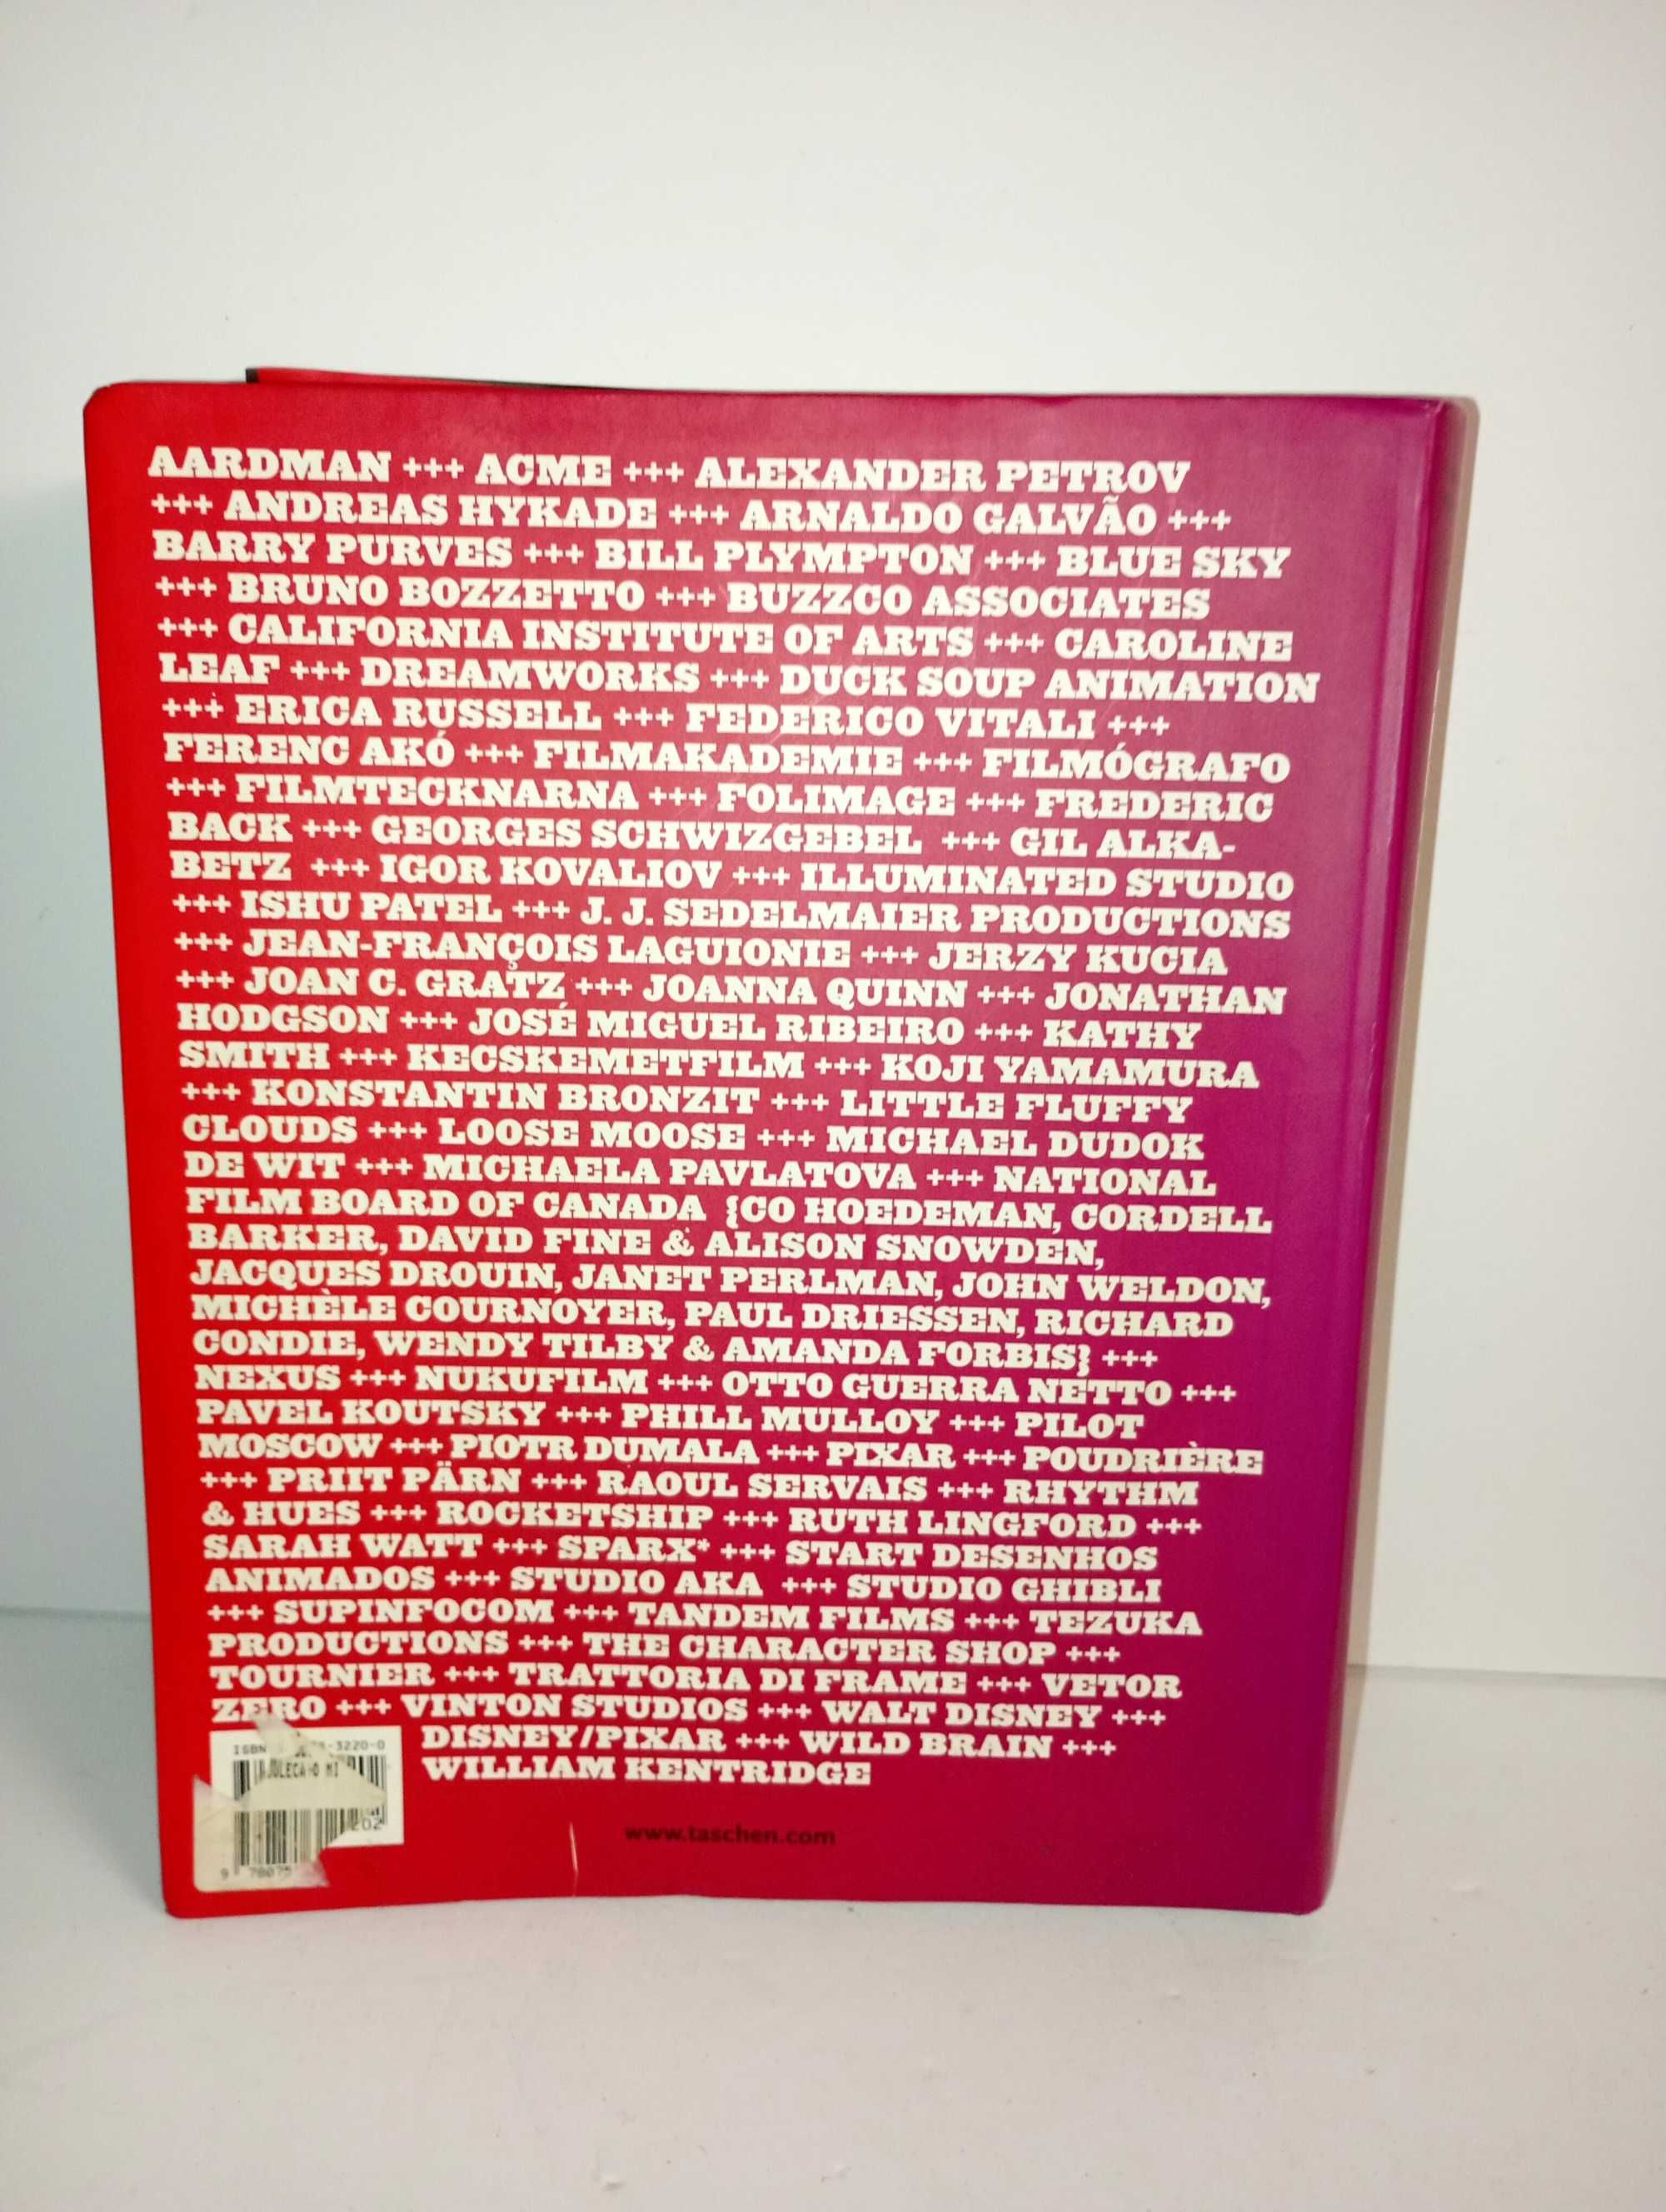 AARDMAN +++ ACME +++ ALEXANDER PETROV
+++ ANDREAS HYKADE +++ ARNALDO GALVÃO +++
BARRY PURVES +++ BILL PLYMPTON +++ BLUE SKY
+++ BRUNO BOZZETTO +++ BUZZCO ASSOCIATES
+++ CALIFORNIA INSTITUTE OF ARTS +++ CAROLINE
LEAF +++ DREAMWORKS +++ DUCK SOUP ANIMATION
+++ ERICA RUSSELL +++ FEDERICO VITALI +++
FERENC AKÓ +++ FILMAKADEMIE +++ FILMÓGRAFO
+++ FILMTECKNARNA +++ FOLIMAGE +++ FREDERIC
BACK +++ GEORGES SCHWIZGEBEL +++ GIL ALKA-
BETZ +++ IGOR KOVALIOV +++ ILLUMINATED STUDIO
+++ ISHU PATEL +++ J. J. SEDELMAIER PRODUCTIONS
+++ JEAN-FRANÇOIS LAGUIONIE +++ JERZY KUCIA
+++ JOAN C. GRATZ +++ JOANNA QUINN +++ JONATHAN
HODGSON +++ JOSÉ MIGUEL RIBEIRO +++ KATHY
SMITH +++ KECSKEMETFILM +++ KOJI YAMAMURA
+++ KONSTANTIN BRONZIT +++ LITTLE FLUFFY
CLOUDS +++ LOOSE MOOSE +++ MICHAEL DUDOK
DE WIT +++ MICHAELA PAVLATOVA +++ NATIONAL
FILM BOARD OF CANADA {CO HOEDEMAN, CORDELL
BARKER, DAVID FINE & ALISON SNOWDEN,
JACQUES DROUIN, JANET PERLMAN, JOHN WELDON,
MICHÈLE COURNOYER, PAUL DRIESSEN, RICHARD
CONDIE, WENDY TILBY & AMANDA FORBIS} +++
NEXUS +++ NUKUFILM +++ OTTO GUERRA NETTO +++
PAVEL KOUTSKY +++ PHILL MULLOY +++ PILOT
MOSCOW +++ PIOTR DUMALA +++ PIXAR +++ POUDRIÈRE
+++ PRIIT PÄRN +++ RAOUL SERVAIS +++ RHYTHM
& HUES +++ ROCKETSHIP +++ RUTH LINGFORD +++
SARAH WATT +++ SPARX* +++ START DESENHOS
ANIMADOS +++ STUDIO AKA +++ STUDIO GHIBLI
+++ SUPINFOCOM +++ TANDEM FILMS +++ TEZUKA
PRODUCTIONS +++ THE CHARACTER SHOP +++
TOURNIER +++ TRATTORIA DI FRAME +++ VETOR
ZERO +++ VINTON STUDIOS +++ WALT DISNEY +++
DISNEY/PIXAR +++ WILD BRAIN +++
WILLIAM KENTRIDGE
ISBN -3220-0
www.taschen.com